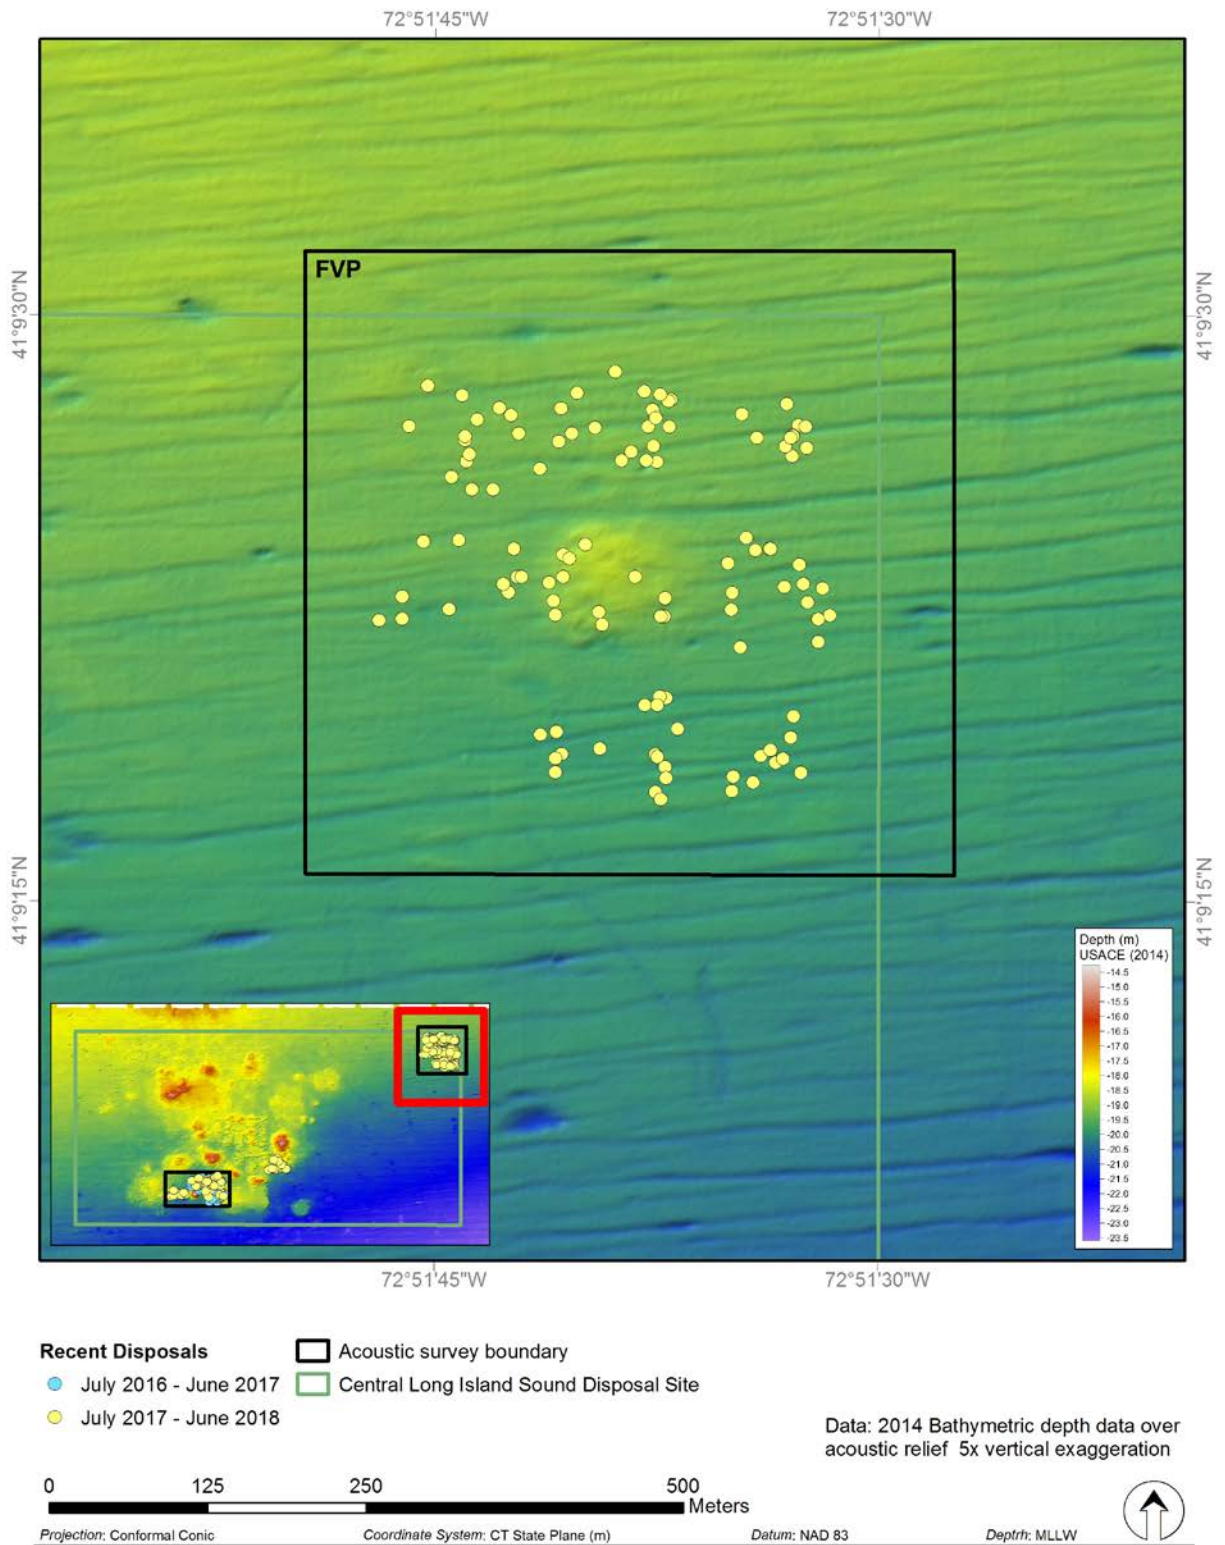 72°51'45"W 72°51'30"W
FVP
41°9'30"N 41°9'30"N
41°9'15"N 41°9'15"N
Depth (m)
USACE (2014)
-14.5
-15.0
-15.5
-16.0
-16.5
-17.0
-17.5
-18.0
-18.5
-19.0
-19.5
-20.0
-20.5
-21.0
-21.5
-22.0
-22.5
-23.0
-23.5
72°51'45"W 72°51'30"W
Recent Disposals
July 2016 - June 2017
July 2017 - June 2018
Acoustic survey boundary
Central Long Island Sound Disposal Site
Data: 2014 Bathymetric depth data over
acoustic relief 5x vertical exaggeration
0 125 250 500
Meters
Projection: Conformal Conic Coordinate System: CT State Plane (m) Datum: NAD 83 Deptrh: MLLW